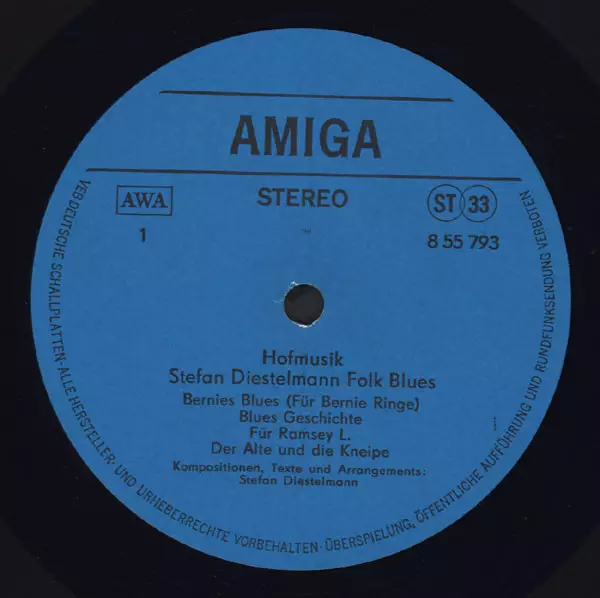 AMIGA
AWA
STEREO
ST 33
1
8 55 793
Hofmusik
Stefan Diestelmann Folk Blues
Bernies Blues (Für Bernie Ringe)
Blues Geschichte
Für Ramsey L.
Der Alte und die Kneipe
Kompositionen, Texte und Arrangements:
Stefan Diestelmann
VEB DEUTSCHE SCHALLPLATTEN · ALLE HERSTELLER- UND URHEBERRECHTE VORBEHALTEN · ÜBERSPIELUNG, ÖFFENTLICHE AUFFÜHRUNG UND RUNDFUNKSENDUNG VERBOTEN